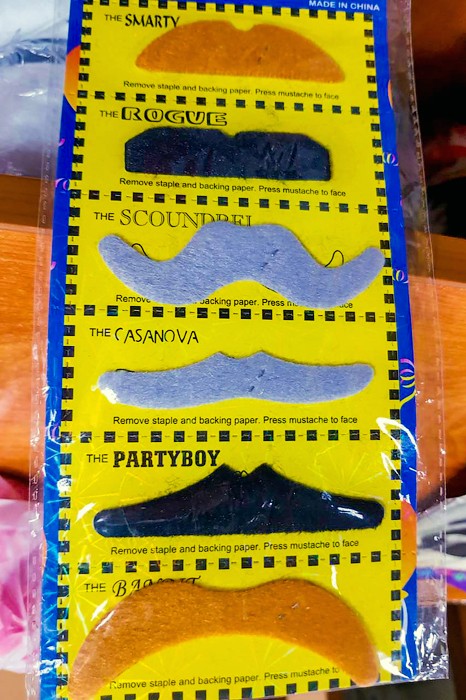 MADE IN CHINA
THE SMARTY
Remove staple and backing paper. Press mustache to face
THE ROGUE
Remove staple and backing paper. Press mustache to face
THE SCOUNDREL
Remove backing paper. Press to face
THE CASANOVA
Remove staple and backing paper. Press mustache to face
THE PARTYBOY
Remove staple and backing paper. Press mustache to face
THE BANDIT
Remove staple and backing paper. Press mustache to face